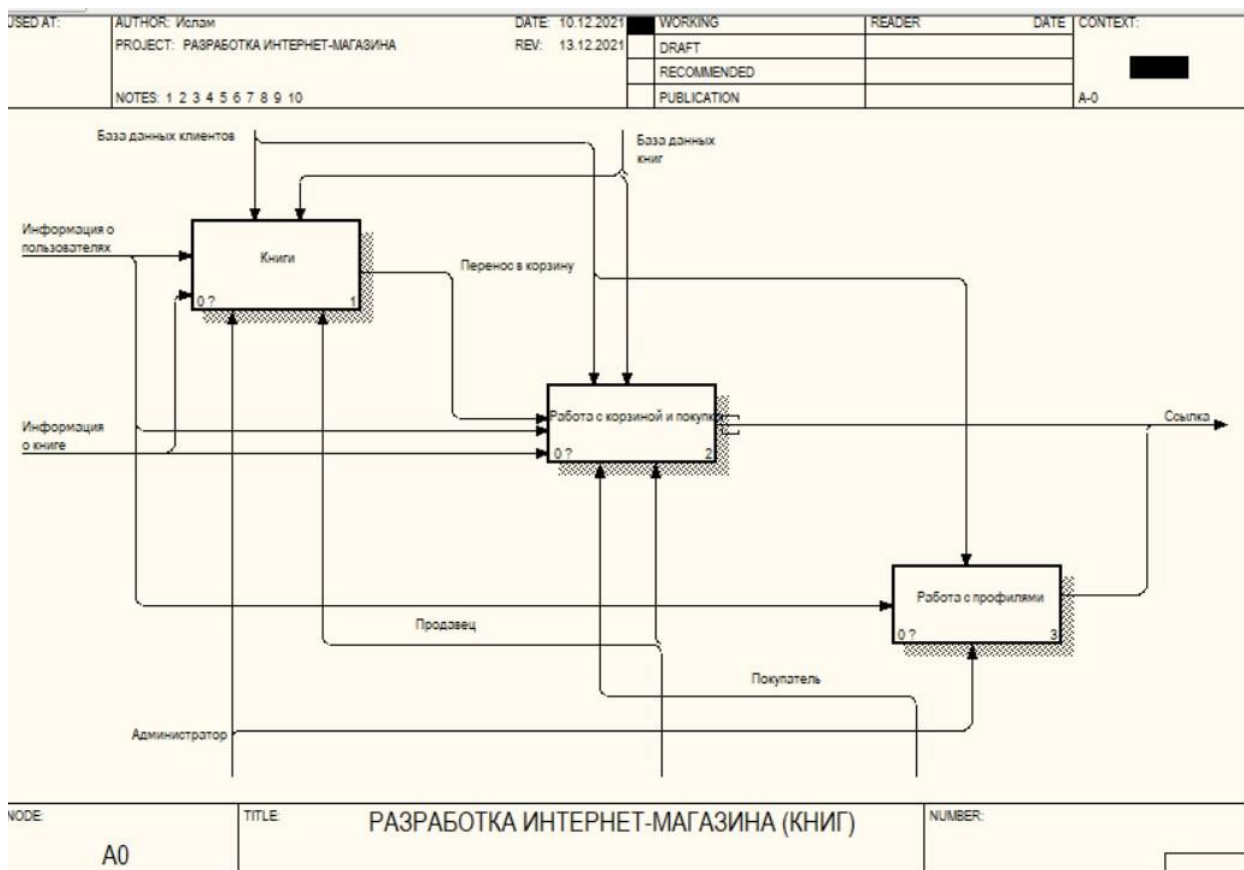 USED AT:
AUTHOR: Ислам
DATE: 10.12.2021
PROJECT: РАЗРАБОТКА ИНТЕРНЕТ-МАГАЗИНА
REV: 13.12.2021
NOTES: 1 2 3 4 5 6 7 8 9 10
WORKING
DRAFT
RECOMMENDED
PUBLICATION
READER
DATE
CONTEXT:
A-0
База данных клиентов
База данных
книг
Информация о
пользователях
Книги
0 ?
1
Перенос в корзину
Информация
о книге
Работа с корзиной и покупки
0 ?
2
Ссылка
Работа с профилями
0 ?
3
Продавец
Покупатель
Администратор
NODE:
A0
TITLE:
РАЗРАБОТКА ИНТЕРНЕТ-МАГАЗИНА (КНИГ)
NUMBER: